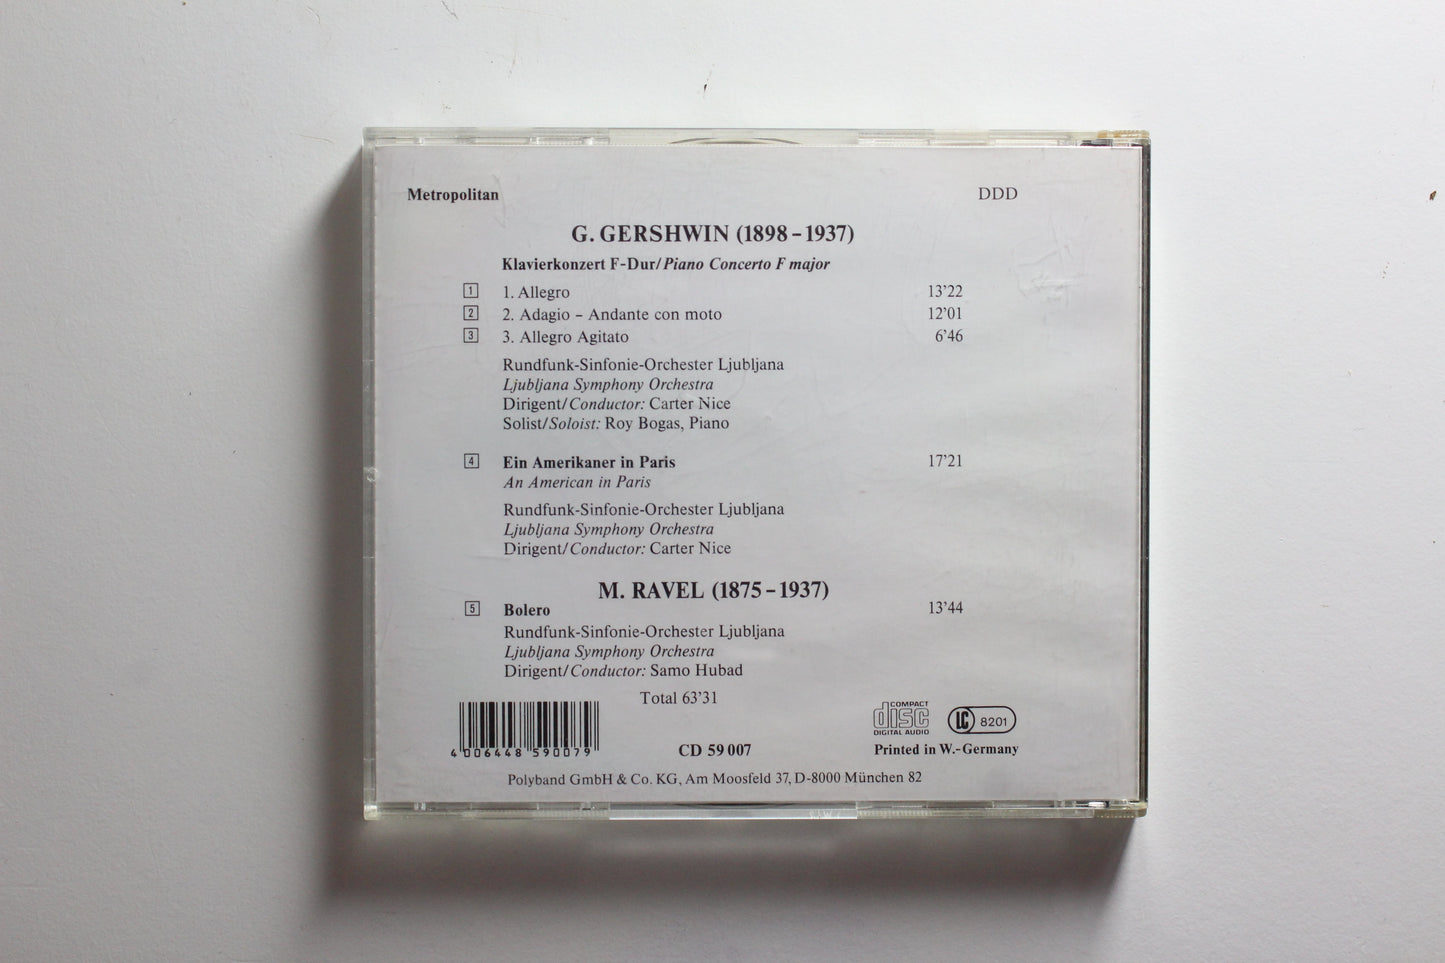 Metropolitan DDD
G. GERSHWIN (1898–1937)
Klavierkonzert F-Dur/Piano Concerto F major
1 1. Allegro 13'22
2 2. Adagio – Andante con moto 12'01
3 3. Allegro Agitato 6'46
Rundfunk-Sinfonie-Orchester Ljubljana
Ljubljana Symphony Orchestra
Dirigent/Conductor: Carter Nice
Solist/Soloist: Roy Bogas, Piano
4 Ein Amerikaner in Paris 17'21
An American in Paris
Rundfunk-Sinfonie-Orchester Ljubljana
Ljubljana Symphony Orchestra
Dirigent/Conductor: Carter Nice
M. RAVEL (1875–1937)
5 Bolero 13'44
Rundfunk-Sinfonie-Orchester Ljubljana
Ljubljana Symphony Orchestra
Dirigent/Conductor: Samo Hubad
Total 63'31
COMPACT
disc
DIGITAL AUDIO
LC 8201
4 006448 590079
CD 59 007
Printed in W.-Germany
Polyband GmbH & Co. KG, Am Moosfeld 37, D-8000 München 82